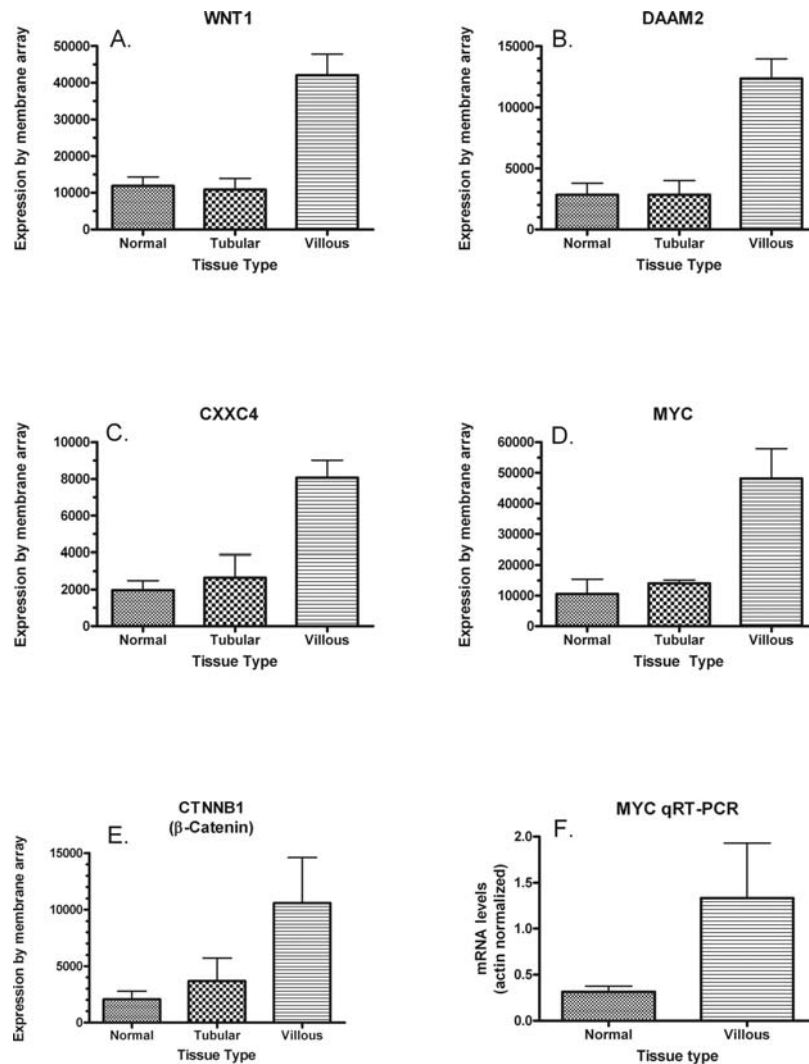 A.
WNT1
Expression by membrane array
50000
40000
30000
20000
10000
0
Normal Tubular Villous
Tissue Type
B.
DAAM2
Expression by membrane array
15000
10000
5000
0
Normal Tubular Villous
Tissue Type
C.
CXXC4
Expression by membrane array
10000
8000
6000
4000
2000
0
Normal Tubular Villous
Tissue Type
D.
MYC
Expression by membrane array
60000
50000
40000
30000
20000
10000
0
Normal Tubular Villous
Tissue Type
E.
CTNNB1
(β-Catenin)
Expression by membrane array
15000
10000
5000
0
Normal Tubular Villous
Tissue Type
F.
MYC qRT-PCR
mRNA levels
(actin normalized)
2.0
1.5
1.0
0.5
0.0
Normal Villous
Tissue type